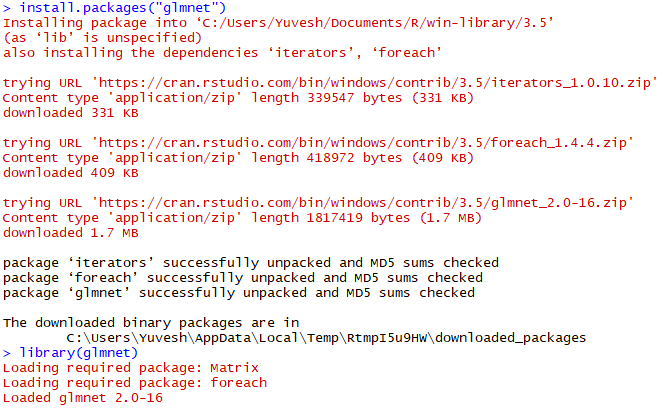 > install.packages("glmnet")
Installing package into ‘C:/Users/Yuvesh/Documents/R/win-library/3.5’
(as ‘lib’ is unspecified)
also installing the dependencies ‘iterators’, ‘foreach’

trying URL 'https://cran.rstudio.com/bin/windows/contrib/3.5/iterators_1.0.10.zip'
Content type 'application/zip' length 339547 bytes (331 KB)
downloaded 331 KB

trying URL 'https://cran.rstudio.com/bin/windows/contrib/3.5/foreach_1.4.4.zip'
Content type 'application/zip' length 418972 bytes (409 KB)
downloaded 409 KB

trying URL 'https://cran.rstudio.com/bin/windows/contrib/3.5/glmnet_2.0-16.zip'
Content type 'application/zip' length 1817419 bytes (1.7 MB)
downloaded 1.7 MB

package ‘iterators’ successfully unpacked and MD5 sums checked
package ‘foreach’ successfully unpacked and MD5 sums checked
package ‘glmnet’ successfully unpacked and MD5 sums checked

The downloaded binary packages are in
        C:\Users\Yuvesh\AppData\Local\Temp\RtmpI5u9HW\downloaded_packages
> library(glmnet)
Loading required package: Matrix
Loading required package: foreach
Loaded glmnet 2.0-16